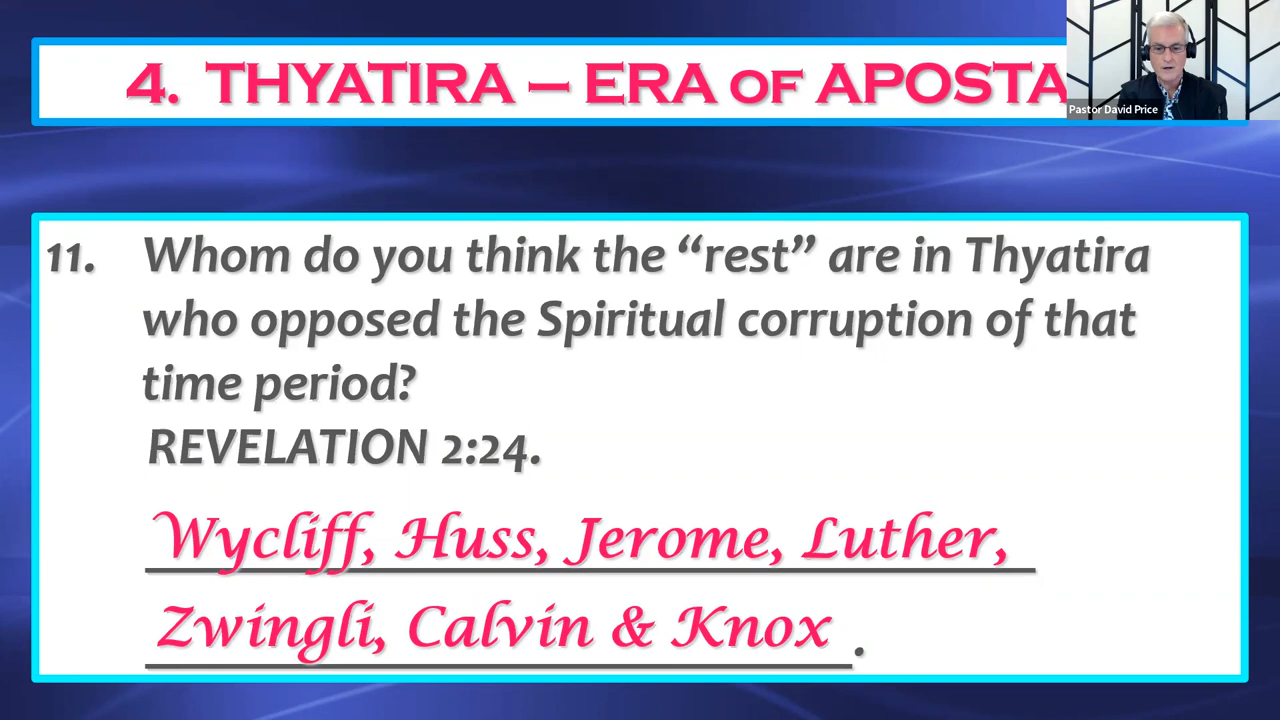 4. THYATIRA – ERA OF APOSTA
Pastor David Price
11. Whom do you think the “rest” are in Thyatira
who opposed the Spiritual corruption of that
time period?
REVELATION 2:24.
Wycliff, Huss, Jerome, Luther,
Zwingli, Calvin & Knox.